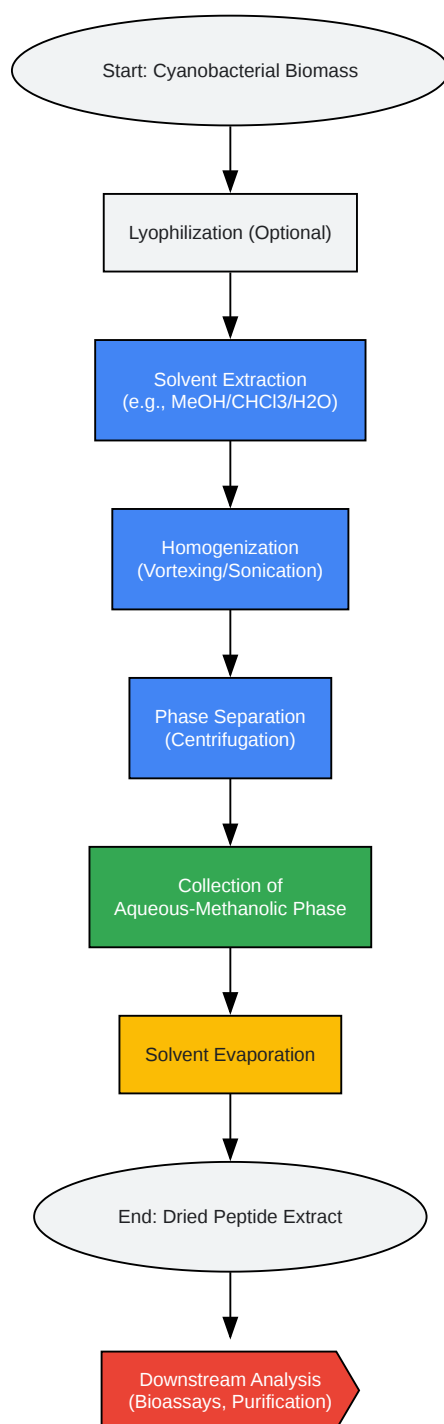 Start: Cyanobacterial Biomass
Lyophilization (Optional)
Solvent Extraction
(e.g., MeOH/CHCl3/H2O)
Homogenization
(Vortexing/Sonication)
Phase Separation
(Centrifugation)
Collection of
Aqueous-Methanolic Phase
Solvent Evaporation
End: Dried Peptide Extract
Downstream Analysis
(Bioassays, Purification)